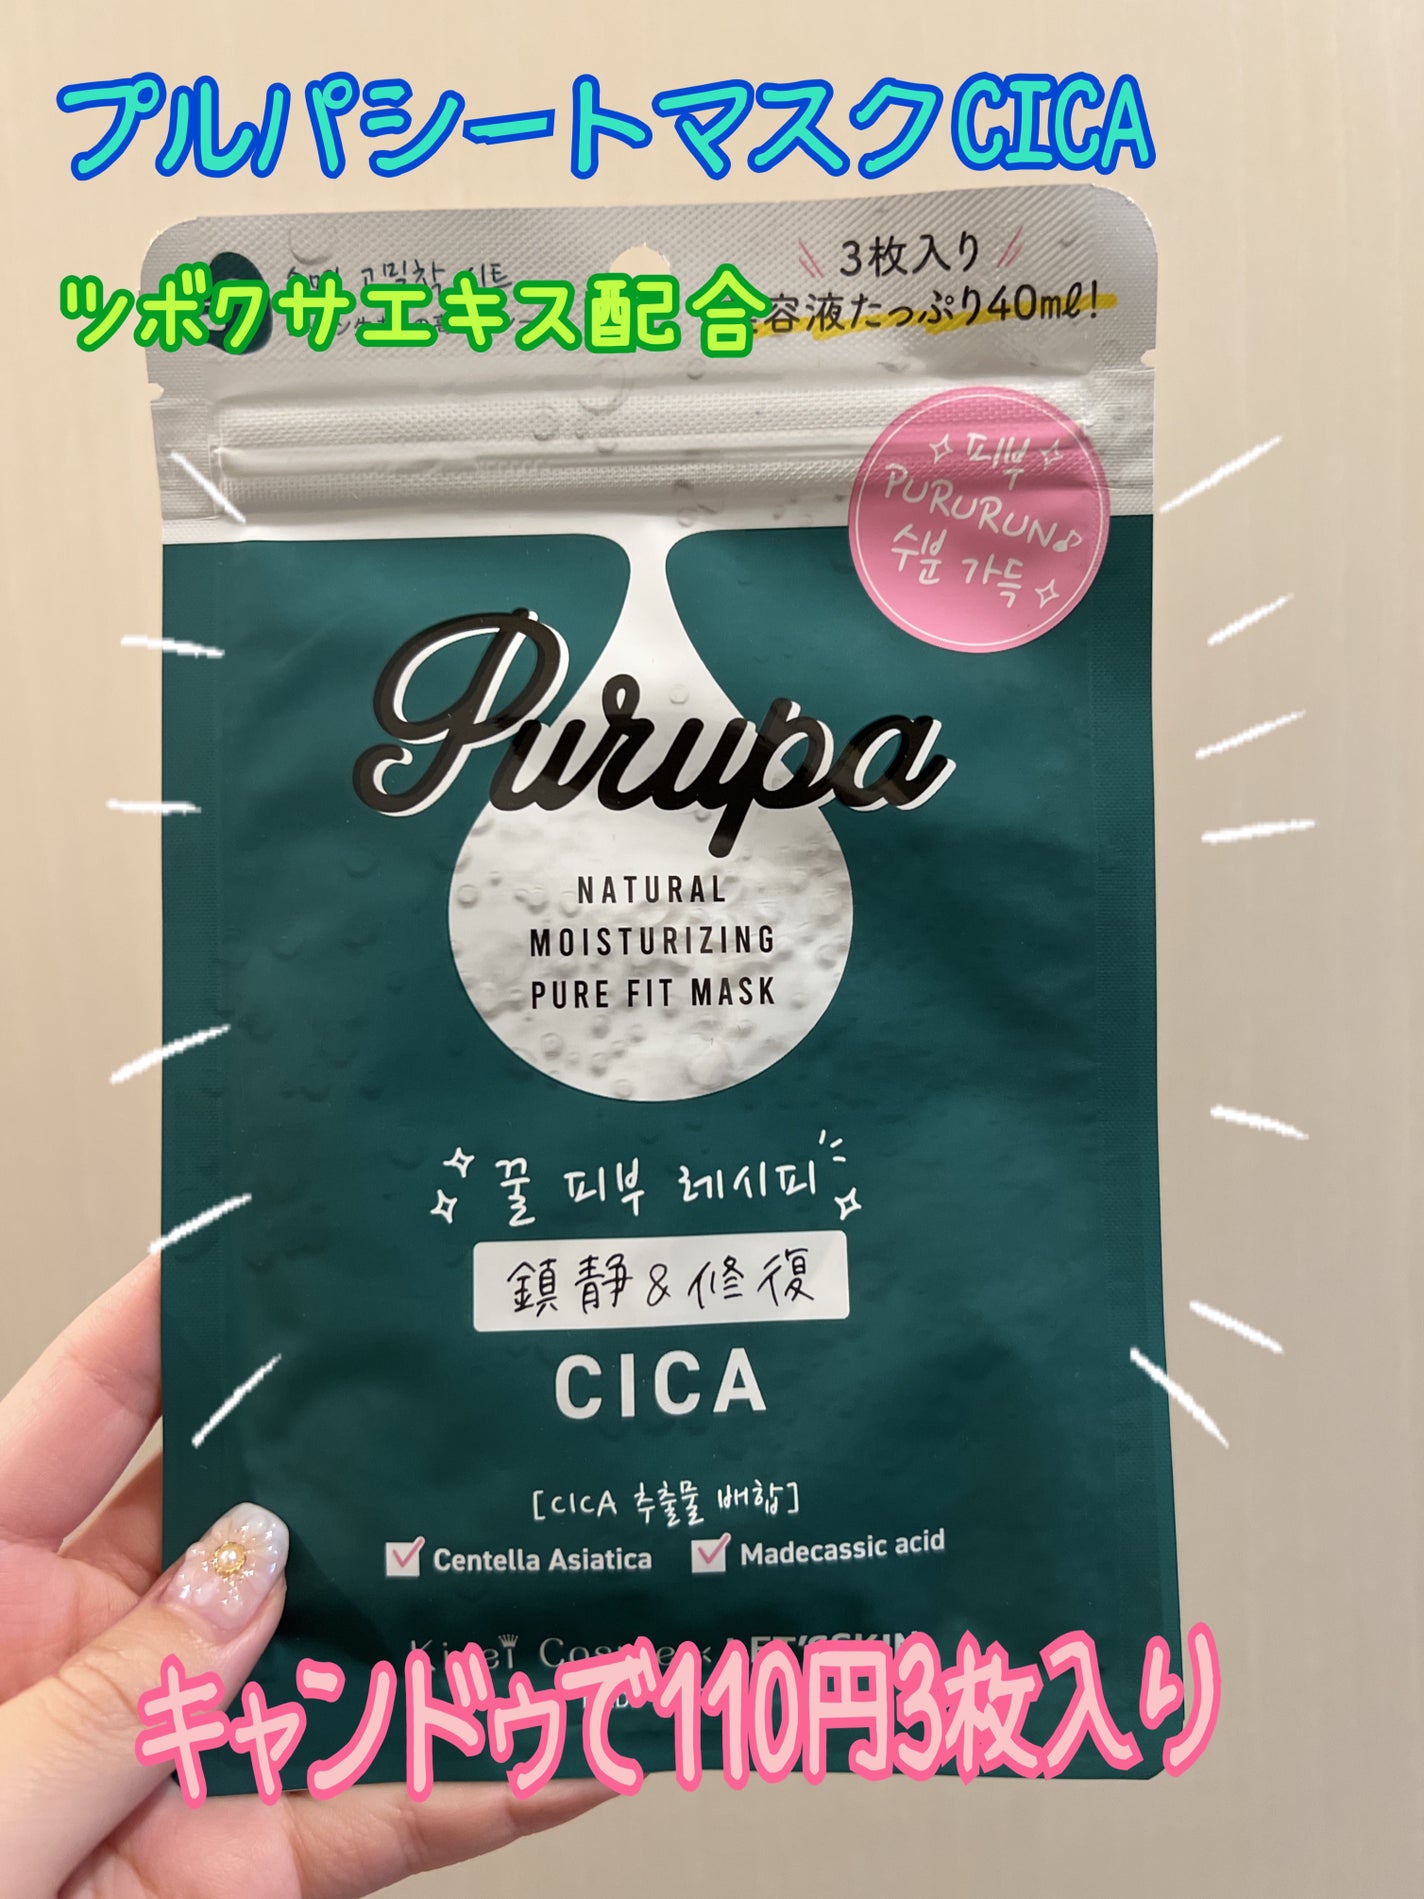 プルパシートマスクCICA
3枚入り
ツボクサエキス配合
容液たっぷり40mℓ!
피부
PURURUN♪
수분 가득
Purupa
NATURAL
MOISTURIZING
PURE FIT MASK
꿀 피부 레시피
鎮静&修復
CICA
[CICA 추출물 배합]
Centella Asiatica
Madecassic acid
キャンドゥで110円3枚入り